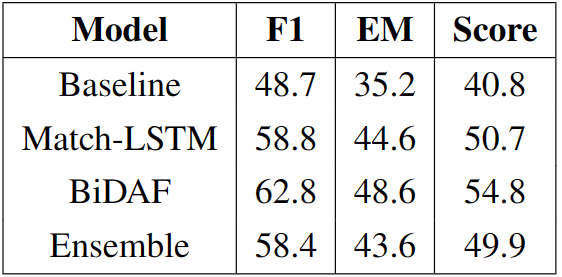 Model F1 EM Score
Baseline 48.7 35.2 40.8
Match-LSTM 58.8 44.6 50.7
BiDAF 62.8 48.6 54.8
Ensemble 58.4 43.6 49.9